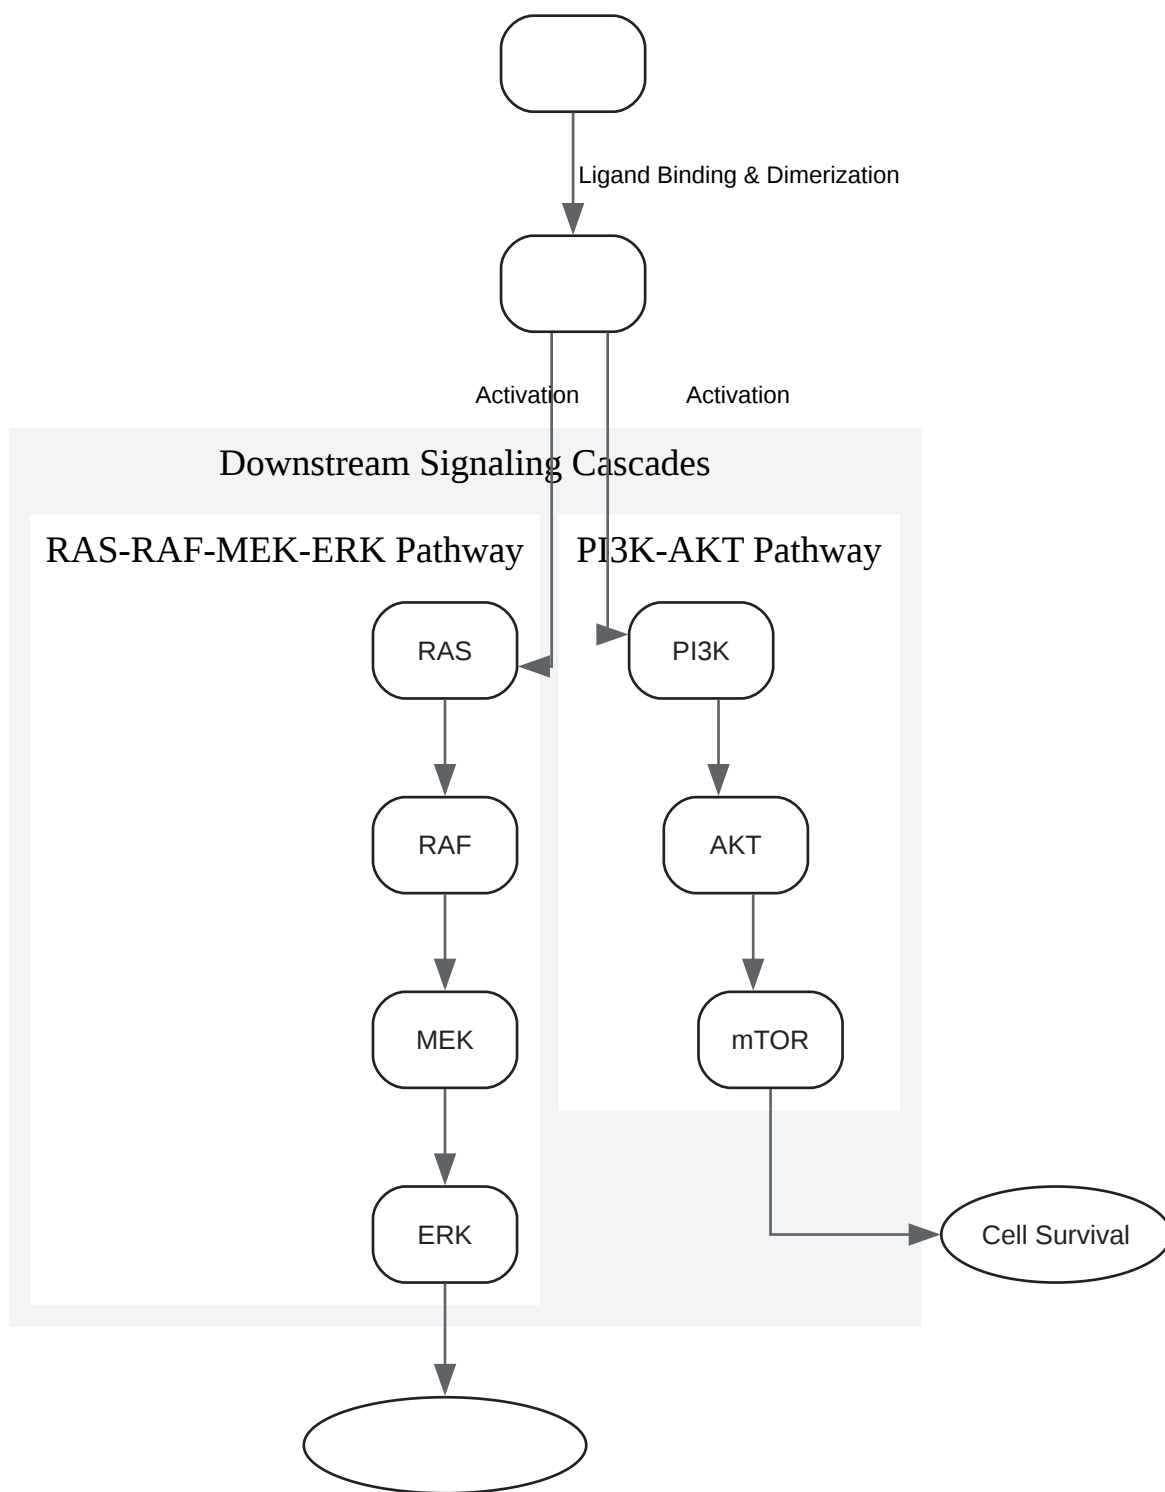 Ligand Binding & Dimerization
Activation
Activation
Downstream Signaling Cascades
RAS-RAF-MEK-ERK Pathway
PI3K-AKT Pathway
RAS
PI3K
RAF
AKT
MEK
mTOR
ERK
Cell Survival